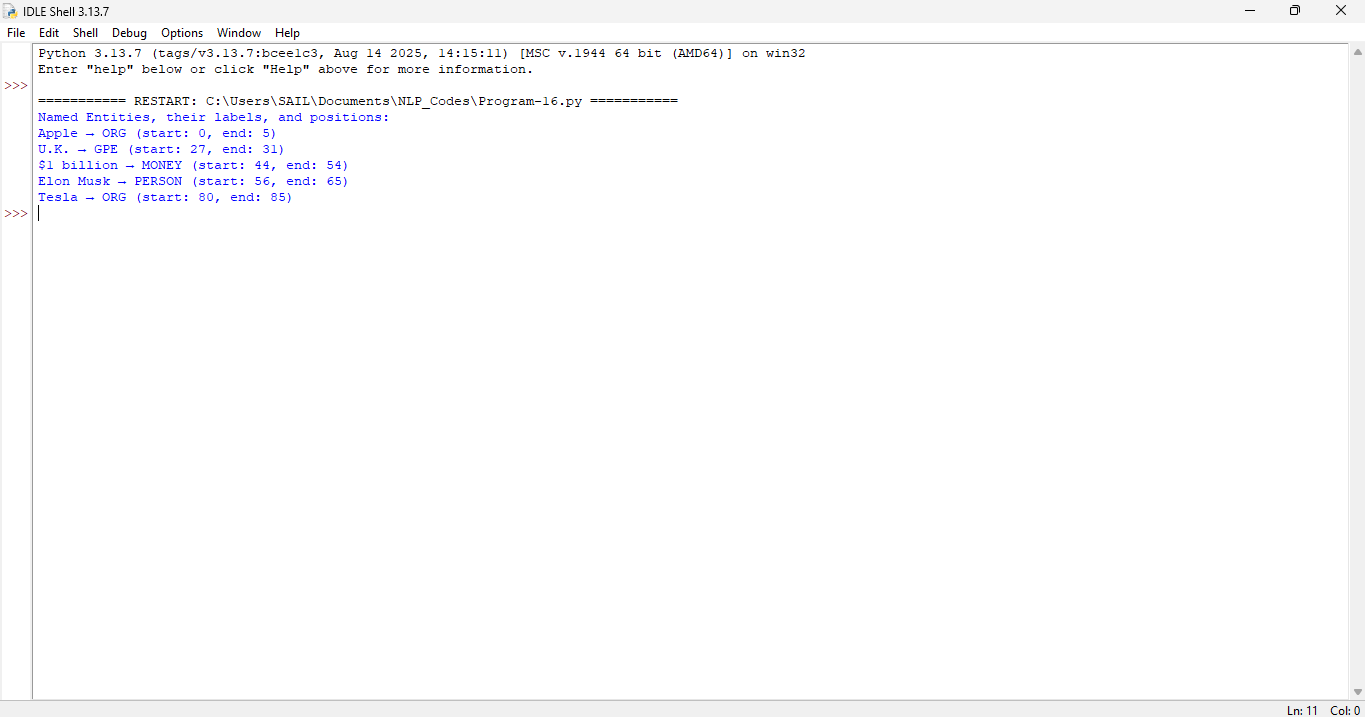 IDLE Shell 3.13.7
File Edit Shell Debug Options Window Help
Python 3.13.7 (tags/v3.13.7:bcee1c3, Aug 14 2025, 14:15:11) [MSC v.1944 64 bit (AMD64)] on win32
Enter "help" below or click "Help" above for more information.
>>>
=========== RESTART: C:\Users\SAIL\Documents\NLP_Codes\Program-16.py ===========
Named Entities, their labels, and positions:
Apple → ORG (start: 0, end: 5)
U.K. → GPE (start: 27, end: 31)
$1 billion → MONEY (start: 44, end: 54)
Elon Musk → PERSON (start: 56, end: 65)
Tesla → ORG (start: 80, end: 85)
>>>
Ln: 11 Col: 0